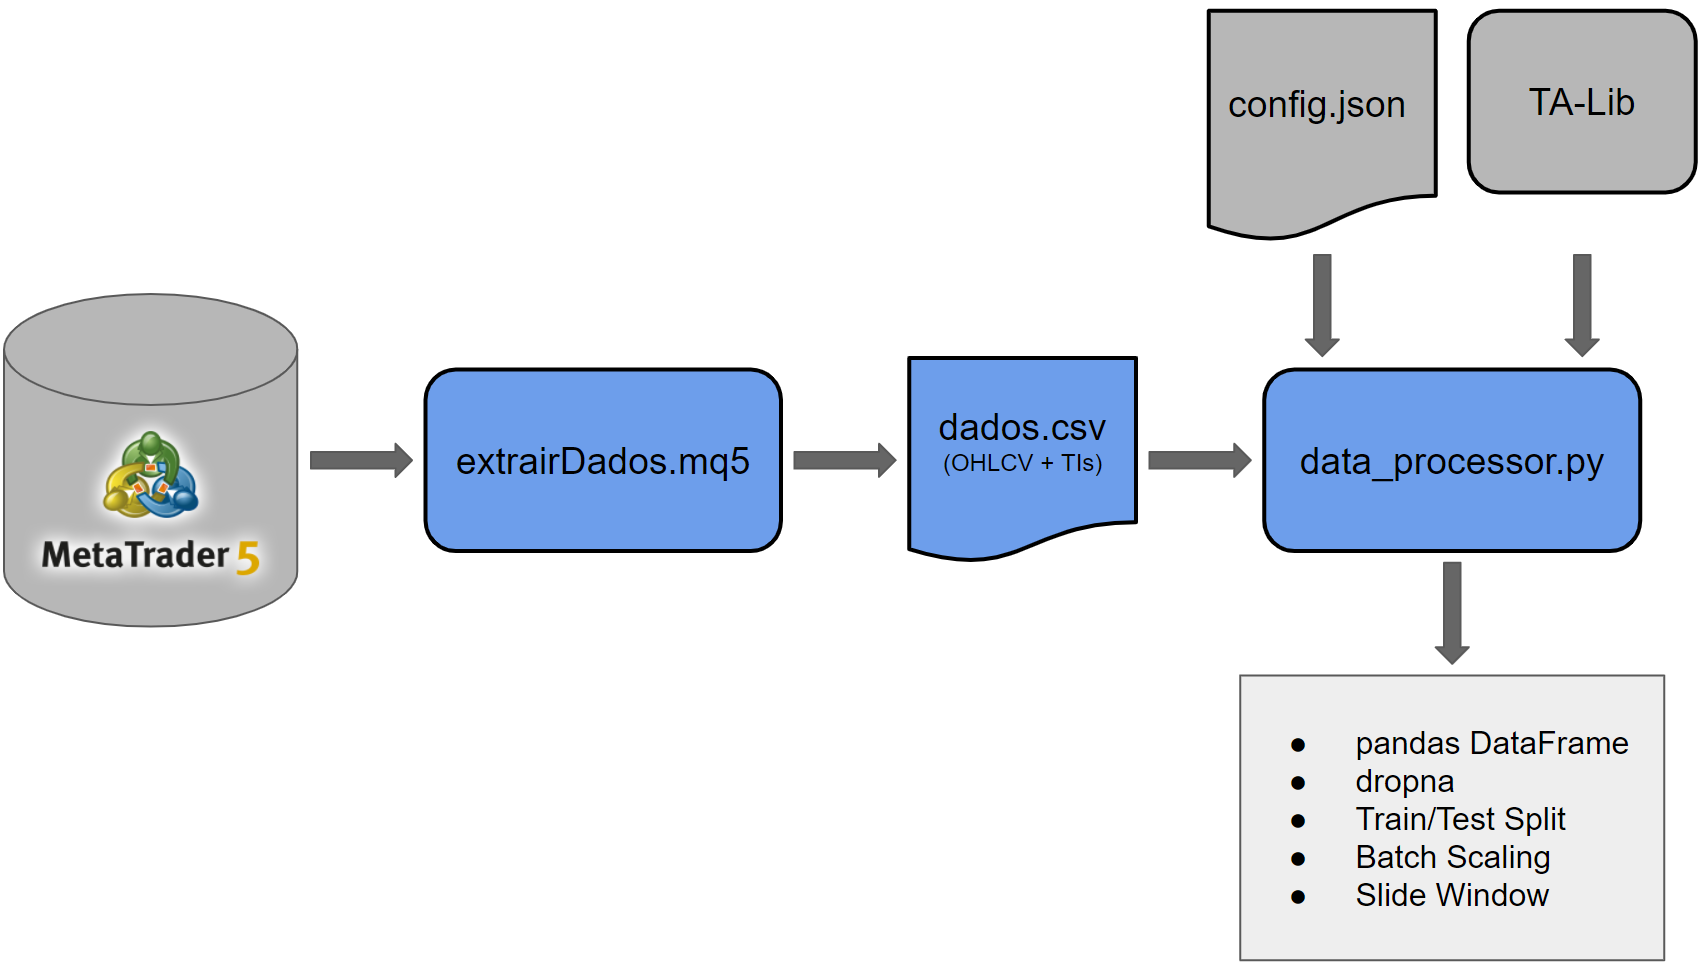 config.json
TA-Lib
MetaTrader 5
extrairDados.mq5
dados.csv
(OHLCV + TIs)
data_processor.py
● pandas DataFrame
● dropna
● Train/Test Split
● Batch Scaling
● Slide Window